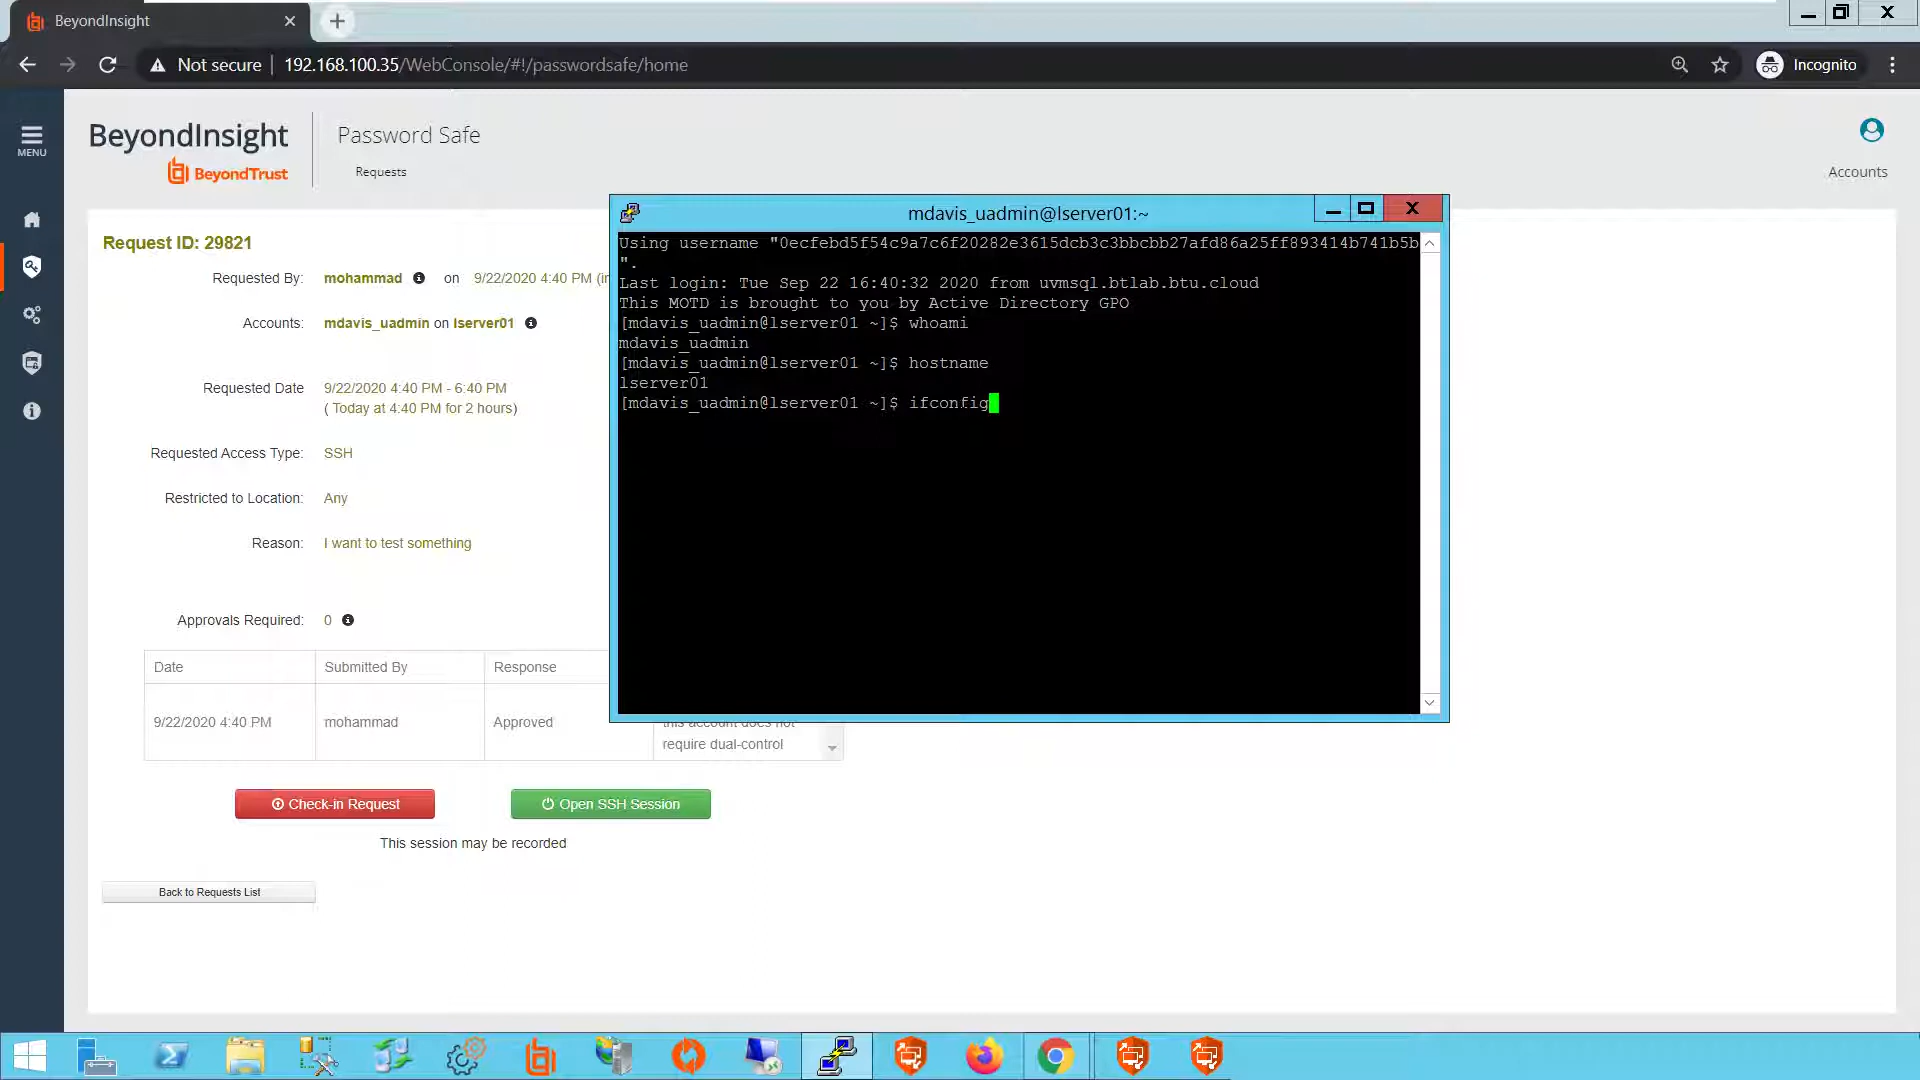 BeyondInsight
Not secure
192.168.100.35/WebConsole/#!/passwordsafe/home
Incognito
MENU
BeyondInsight
BeyondTrust
Password Safe
Requests
Accounts
Request ID: 29821
Requested By: mohammad on 9/22/2020 4:40 PM
Accounts: mdavis_uadmin on lserver01
Requested Date 9/22/2020 4:40 PM - 6:40 PM
( Today at 4:40 PM for 2 hours)
Requested Access Type: SSH
Restricted to Location: Any
Reason: I want to test something
Approvals Required: 0
Date Submitted By Response
9/22/2020 4:40 PM mohammad Approved this account does not
require dual-control
Check-in Request
Open SSH Session
This session may be recorded
Back to Requests List
mdavis_uadmin@lserver01:~
Using username "0ecfebd5f54c9a7c6f20282e3615dcb3c3bbcbb27afd86a25ff893414b741b5b
".
Last login: Tue Sep 22 16:40:32 2020 from uvmsql.btlab.btu.cloud
This MOTD is brought to you by Active Directory GPO
[mdavis_uadmin@lserver01 ~]$ whoami
mdavis_uadmin
[mdavis_uadmin@lserver01 ~]$ hostname
lserver01
[mdavis_uadmin@lserver01 ~]$ ifconfig